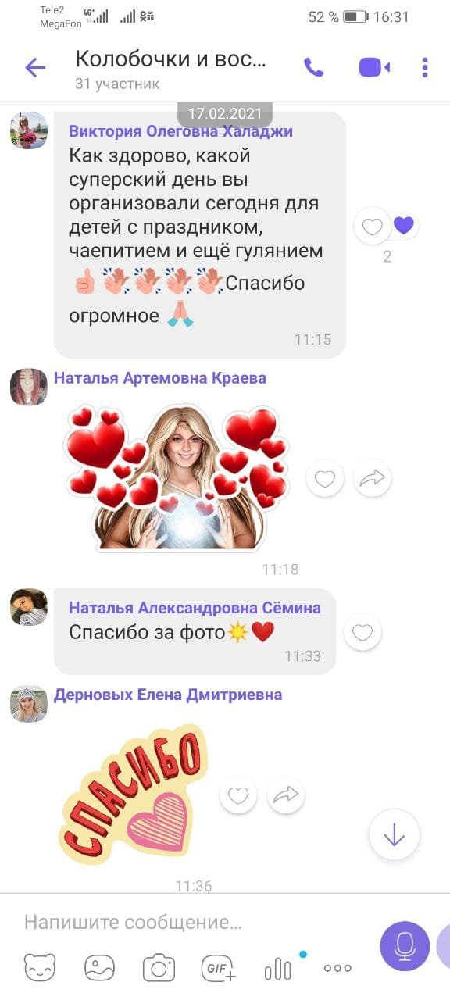 Tele2
MegaFon
4G+
52 %
16:31
Колобочки и вос...
31 участник
17.02.2021
Виктория Олеговна Халаджи
Как здорово, какой
суперский день вы
организовали сегодня для
детей с праздником,
чаепитием и ещё гулянием
👍👏👏👏👏Спасибо
огромное 🙏
11:15
2
Наталья Артемовна Краева
11:18
Наталья Александровна Сёмина
Спасибо за фото☀️❤️
11:33
Дерновых Елена Дмитриевна
СПАСИБО
11:36
Напишите сообщение...
GIF